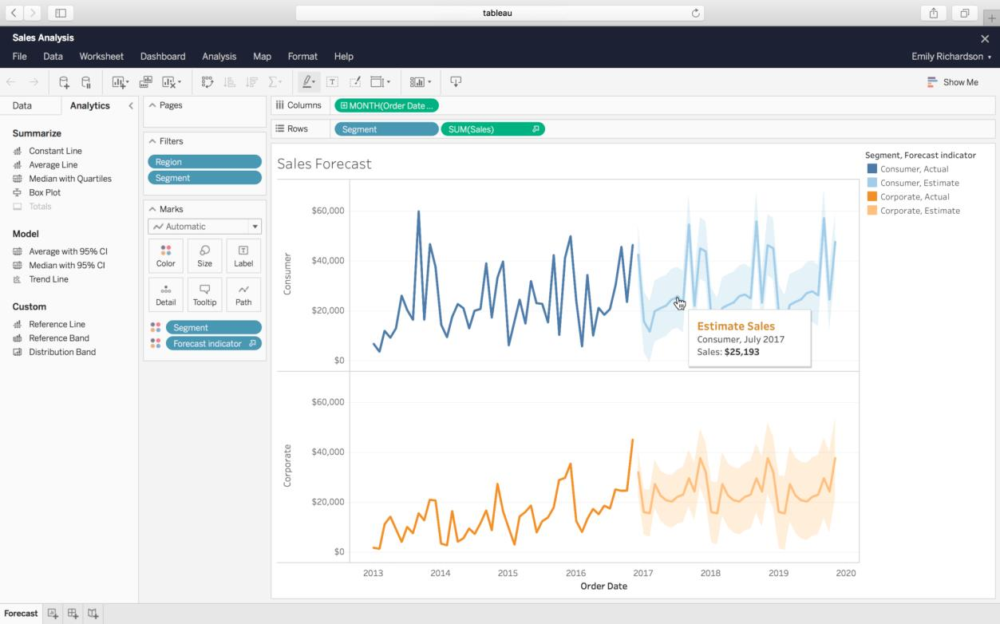 tableau
Sales Analysis
File Data Worksheet Dashboard Analysis Map Format Help
Emily Richardson
Show Me
Data
Analytics
Summarize
Constant Line
Average Line
Median with Quartiles
Box Plot
Totals
Model
Average with 95% CI
Median with 95% CI
Trend Line
Custom
Reference Line
Reference Band
Distribution Band
Pages
Filters
Region
Segment
Marks
Automatic
Color Size Label
Detail Tooltip Path
Segment
Forecast indicator
Columns
MONTH(Order Date ...
Rows
Segment
SUM(Sales)
Sales Forecast
Consumer
$60,000
$40,000
$20,000
$0
Estimate Sales
Consumer, July 2017
Sales: $25,193
Corporate
$60,000
$40,000
$20,000
$0
2013 2014 2015 2016 2017 2018 2019 2020
Order Date
Segment, Forecast indicator
Consumer, Actual
Consumer, Estimate
Corporate, Actual
Corporate, Estimate
Forecast